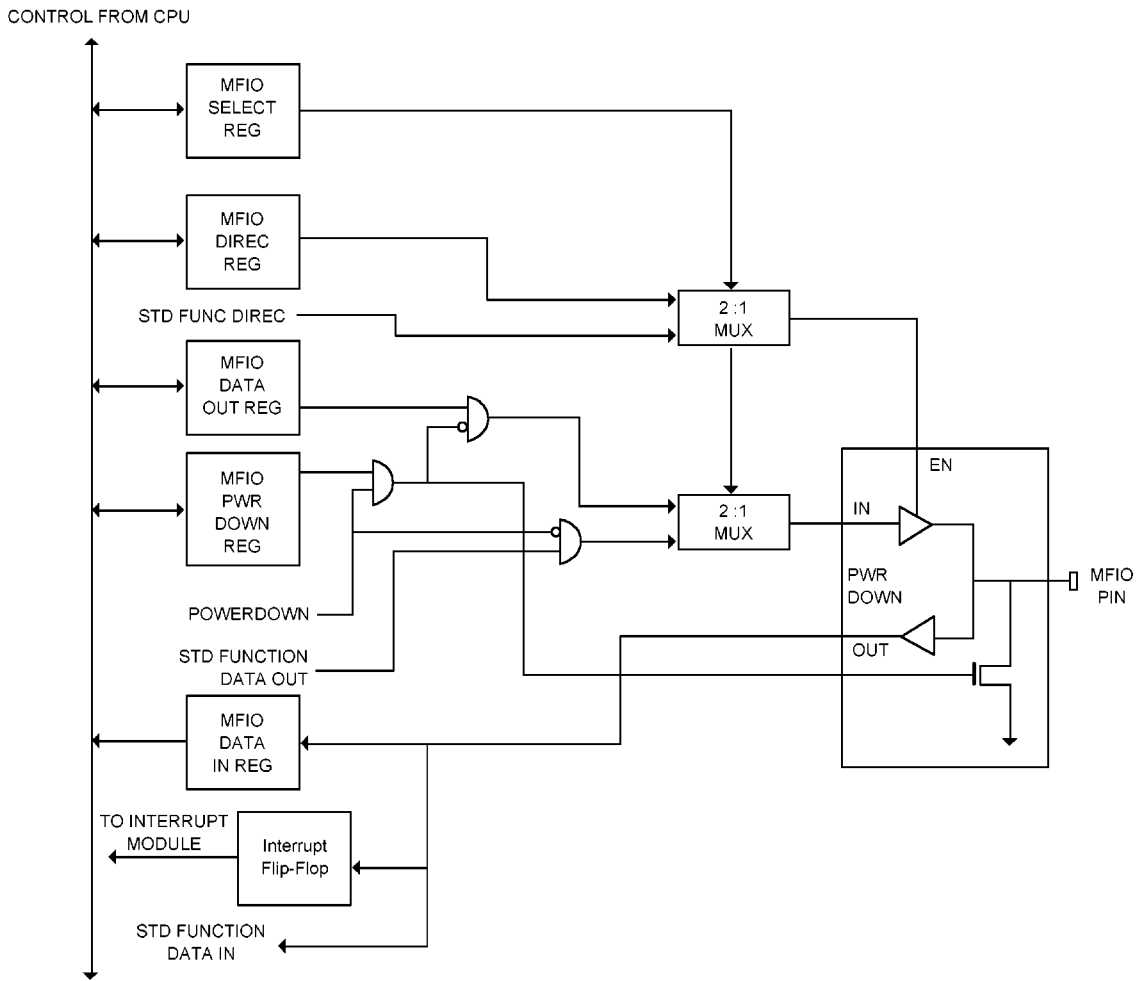 CONTROL FROM CPU
MFIO
SELECT
REG
MFIO
DIREC
REG
STD FUNC DIREC
2 :1
MUX
MFIO
DATA
OUT REG
MFIO
PWR
DOWN
REG
2 :1
MUX
EN
IN
PWR
DOWN
OUT
MFIO
PIN
POWERDOWN
STD FUNCTION
DATA OUT
MFIO
DATA
IN REG
TO INTERRUPT
MODULE
Interrupt
Flip-Flop
STD FUNCTION
DATA IN